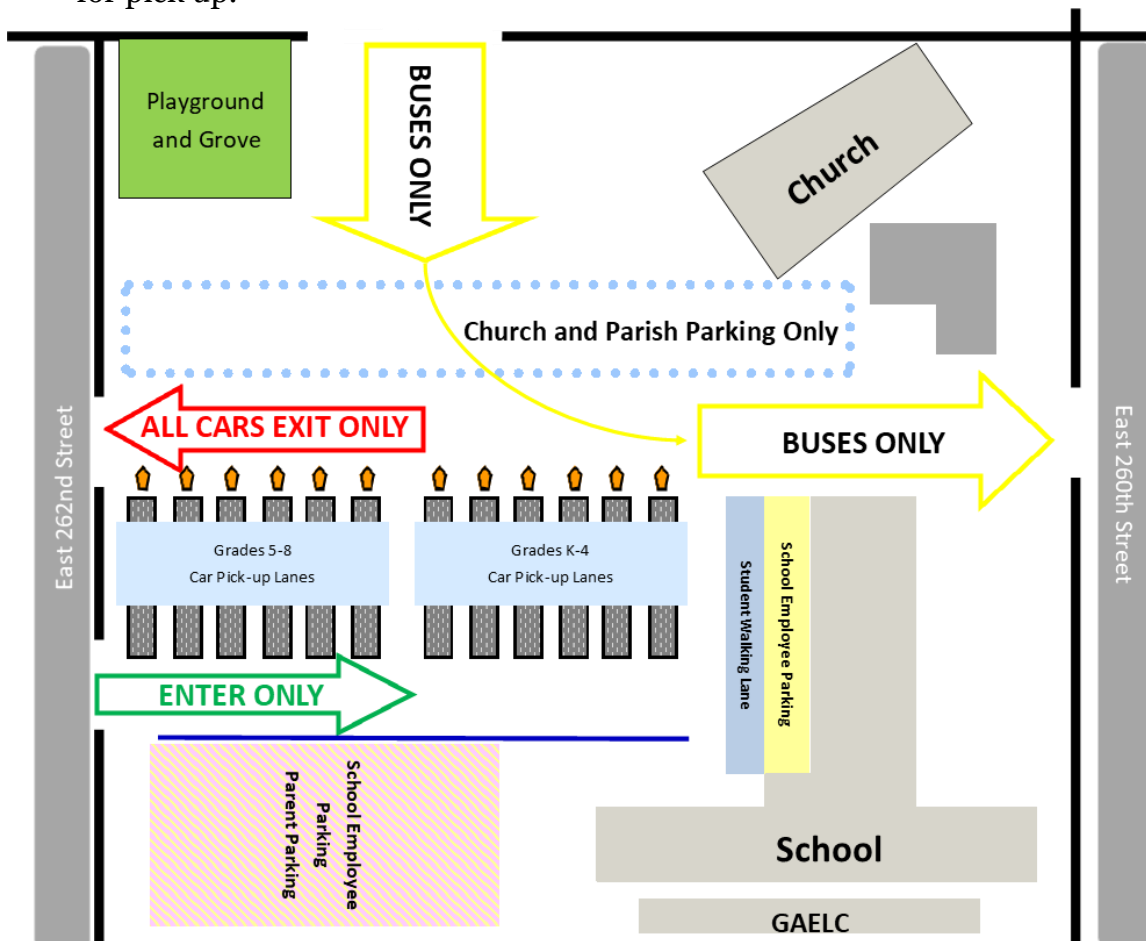 for pick up.
Playground
and Grove
BUSES ONLY
Church
Church and Parish Parking Only
East 262nd Street
ALL CARS EXIT ONLY
BUSES ONLY
East 260th Street
Grades 5-8
Car Pick-up Lanes
Grades K-4
Car Pick-up Lanes
Student Walking Lane
School Employee Parking
ENTER ONLY
School Employee
Parking
Parent Parking
School
GAELC